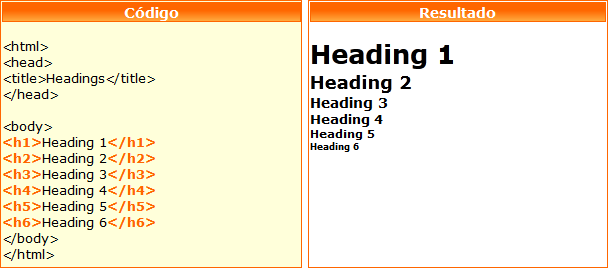 Código
<html>
<head>
<title>Headings</title>
</head>
<body>
<h1>Heading 1</h1>
<h2>Heading 2</h2>
<h3>Heading 3</h3>
<h4>Heading 4</h4>
<h5>Heading 5</h5>
<h6>Heading 6</h6>
</body>
</html>
Resultado
Heading 1
Heading 2
Heading 3
Heading 4
Heading 5
Heading 6